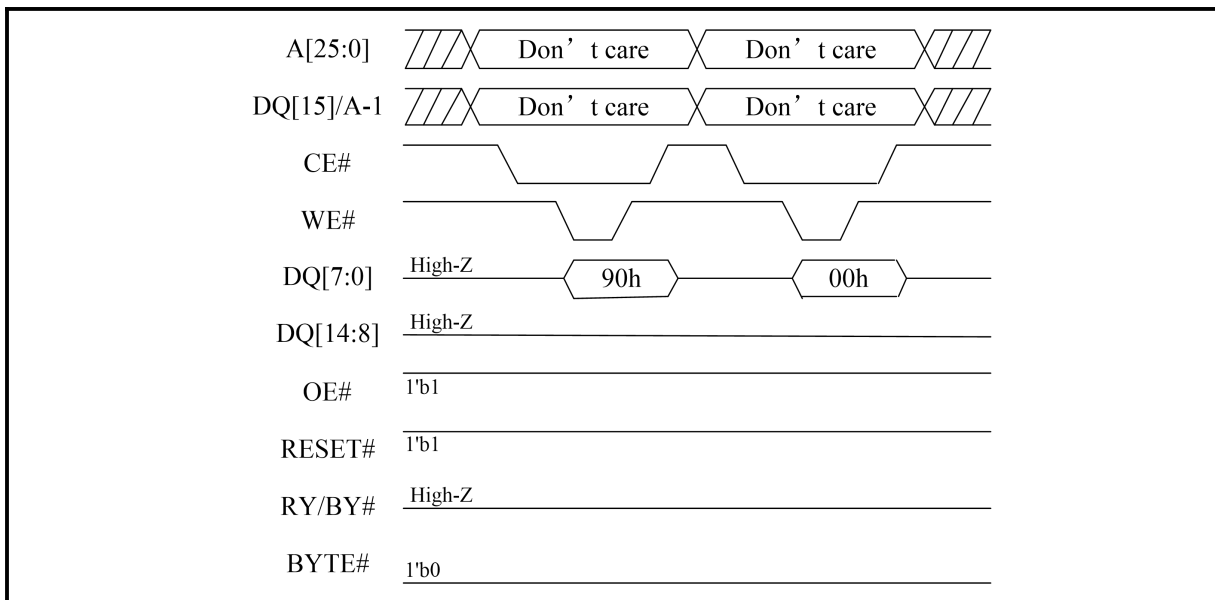 A[25:0] Don’t care Don’t care
DQ[15]/A-1 Don’t care Don’t care
CE#
WE#
DQ[7:0] High-Z 90h 00h
DQ[14:8] High-Z
OE# 1'b1
RESET# 1'b1
RY/BY# High-Z
BYTE# 1'b0